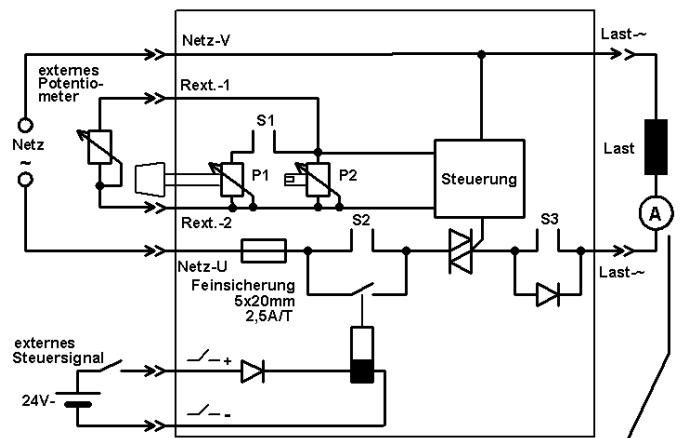 Netz-V
Last-~
externes
Potentio-
meter
Rext.-1
S1
Netz
~
P1
P2
Steuerung
Last
Rext.-2
S2
S3
A
Netz-U
Last-~
Feinsicherung
5x20mm
2,5A/T
externes
Steuersignal
+
24V-
-